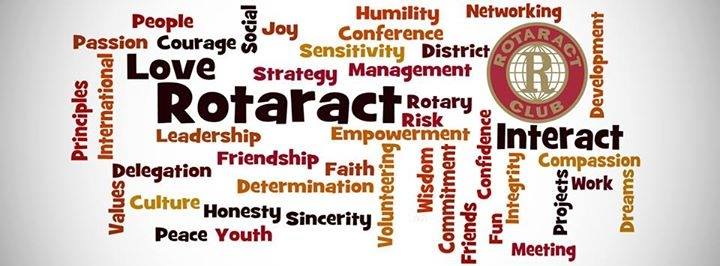 People
Passion
Courage
Social
Joy
Humility
Conference
Networking
Love
Sensitivity
District
ROTARACT
R
CLUB
Development
Principles
International
Strategy
Management
Rotaract
Rotary
Risk
Leadership
Empowerment
Interact
Friendship
Faith
Volunteering
Wisdom
Commitment
Confidence
Integrity
Compassion
Values
Delegation
Determination
Projects
Work
Dreams
Culture
Honesty
Sincerity
Friends
Fun
Peace
Youth
Meeting